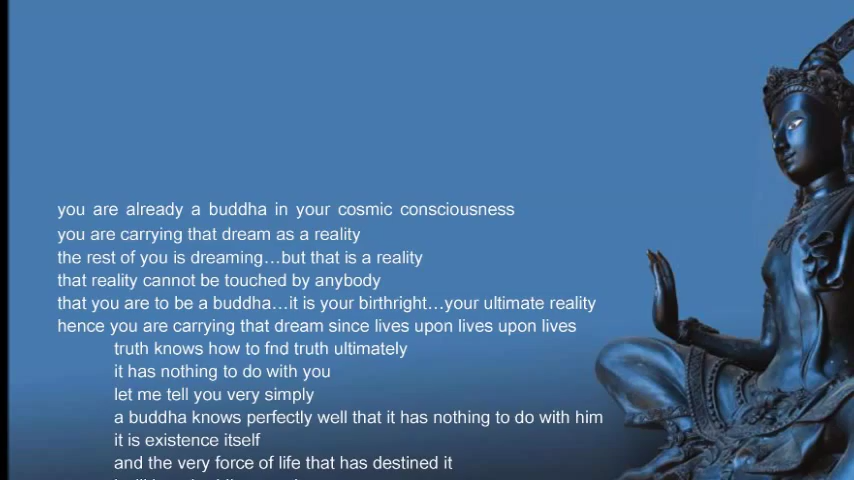 you are already a buddha in your cosmic consciousness
you are carrying that dream as a reality
the rest of you is dreaming...but that is a reality
that reality cannot be touched by anybody
that you are to be a buddha...it is your birthright...your ultimate reality
hence you are carrying that dream since lives upon lives upon lives
truth knows how to fnd truth ultimately
it has nothing to do with you
let me tell you very simply
a buddha knows perfectly well that it has nothing to do with him
it is existence itself
and the very force of life that has destined it